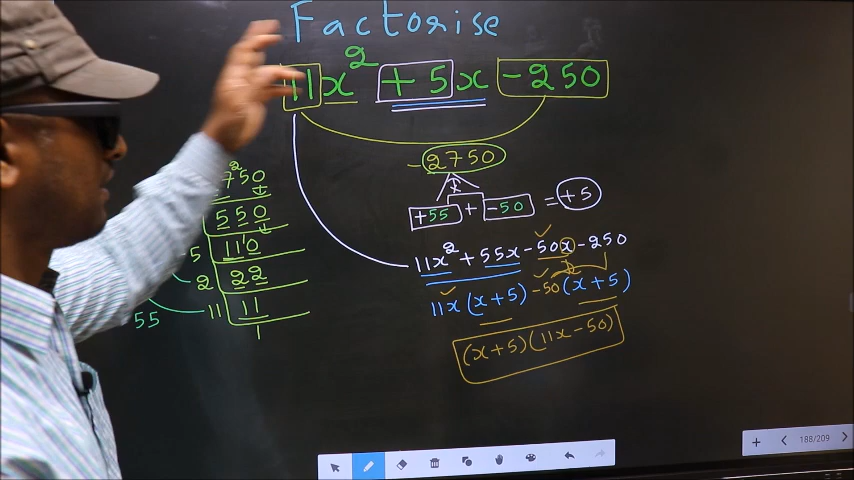 Factorise
11x² + 5x - 250
- 2750
+55 + -50 = +5
11x² + 55x - 50x - 250
11x (x + 5) - 50 (x + 5)
(x + 5) (11x - 50)
2750
550
5 110
2 22
11 11
1
55
188/209